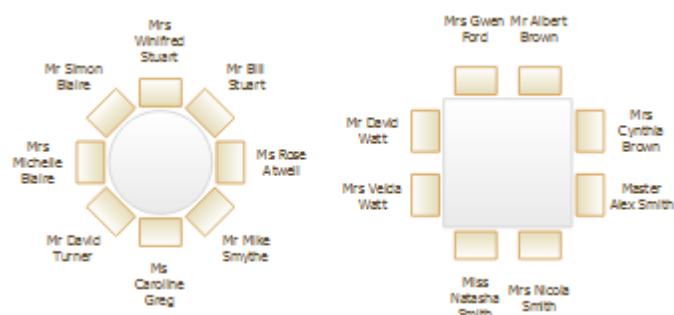 Mrs
Winifred
Stuart
Mr Simon
Blaire
Mr Bill
Stuart
Mrs
Michelle
Blaire
Ms Rose
Atwell
Mr David
Turner
Mr Mike
Smythe
Ms
Caroline
Greg
Mrs Gwen
Ford
Mr Albert
Brown
Mr David
Watt
Mrs
Cynthia
Brown
Mrs Velda
Watt
Master
Alex Smith
Miss
Natasha
Smith
Mrs Nicola
Smith